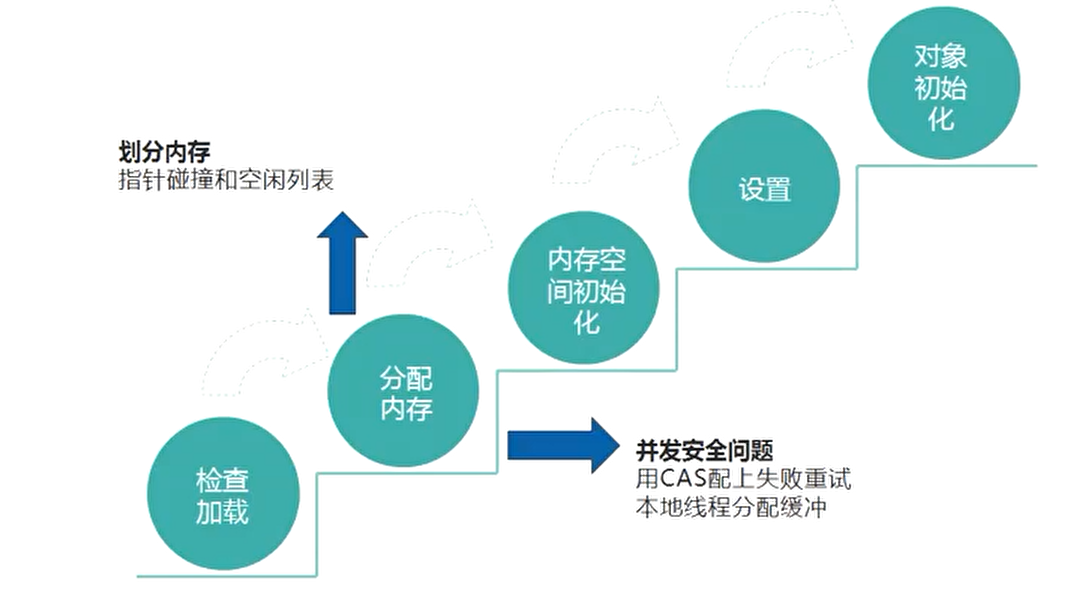 对象
初始
化
划分内存
指针碰撞和空闲列表
设置
内存空
间初始
化
分配
内存
并发安全问题
用CAS配上失败重试
本地线程分配缓冲
检查
加载